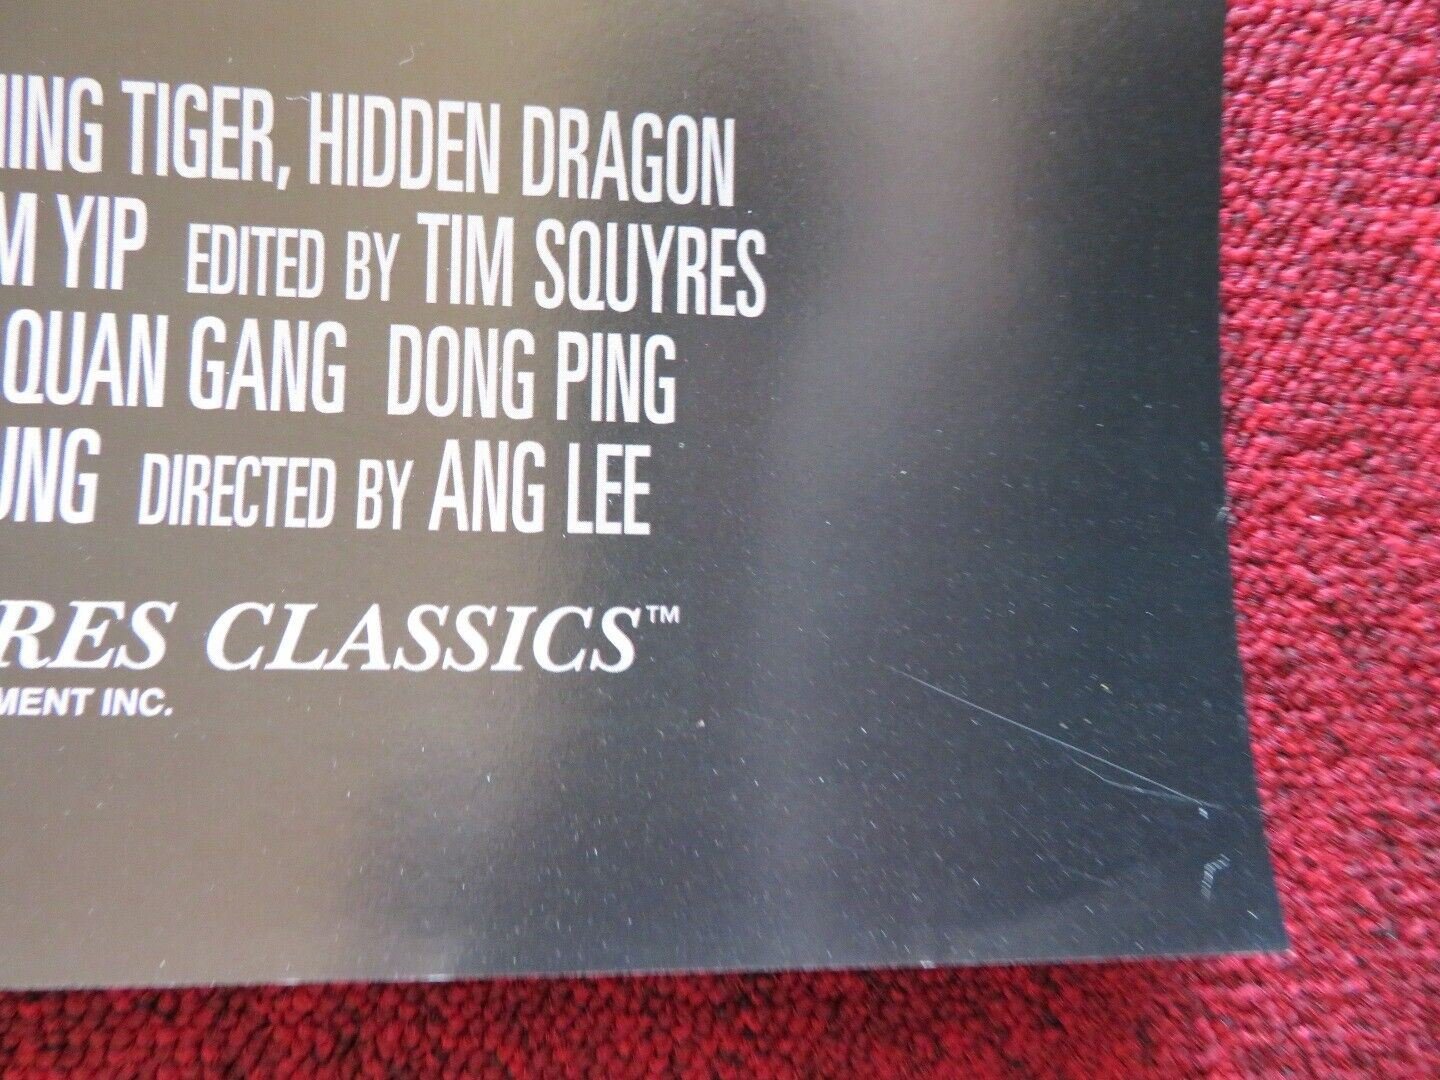 HING TIGER, HIDDEN DRAGON
M YIP EDITED BY TIM SQUYRES
QUAN GANG DONG PING
UNG DIRECTED BY ANG LEE
RES CLASSICS™
MENT INC.